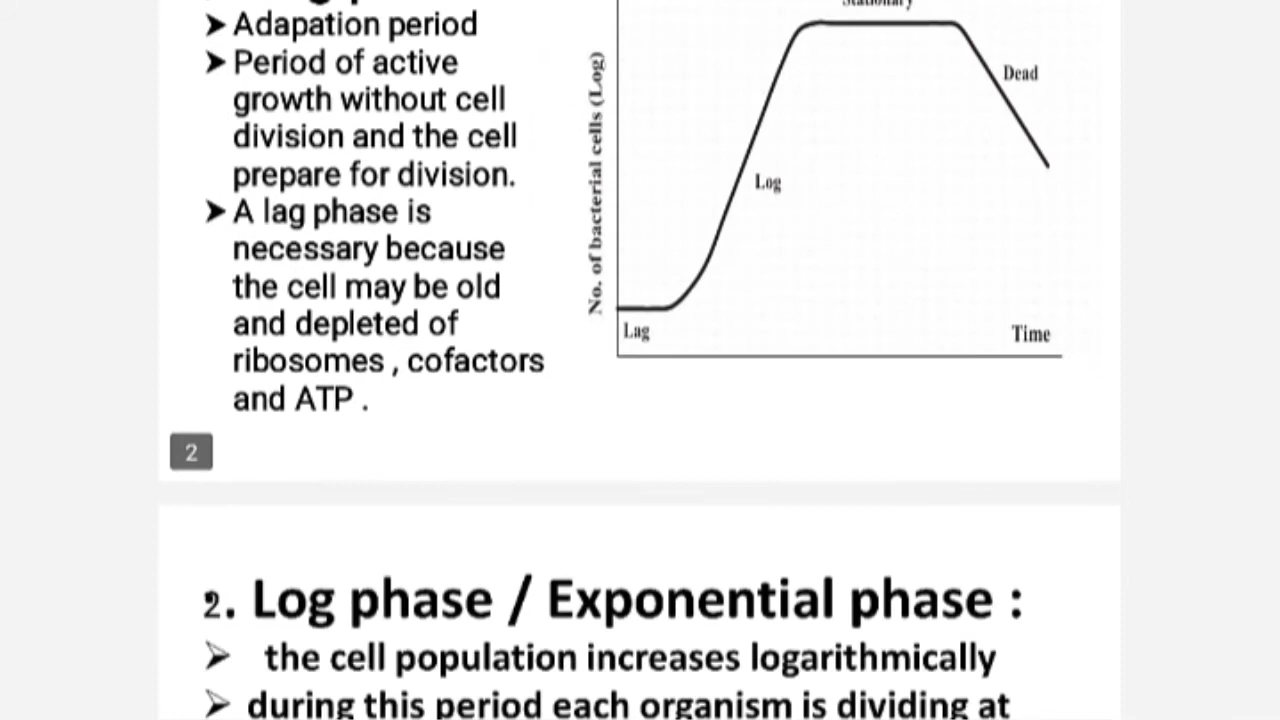 ➤ Adapation period
➤ Period of active
growth without cell
division and the cell
prepare for division.
➤ A lag phase is
necessary because
the cell may be old
and depleted of
ribosomes , cofactors
and ATP .
No. of bacterial cells (Log)
Stationary
Dead
Log
Lag
Time
2
2. Log phase / Exponential phase :
➢ the cell population increases logarithmically
➢ during this period each organism is dividing at